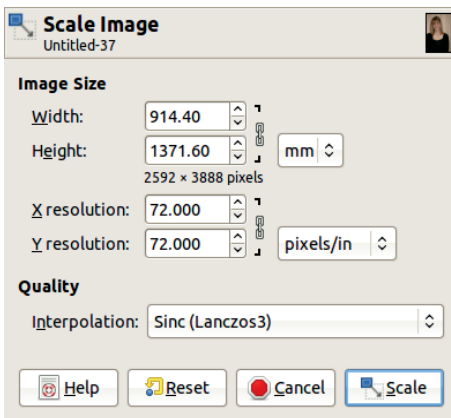 Scale Image
Untitled-37
Image Size
Width: 914.40
Height: 1371.60 mm
2592 × 3888 pixels
X resolution: 72.000
Y resolution: 72.000 pixels/in
Quality
Interpolation: Sinc (Lanczos3)
Help Reset Cancel Scale